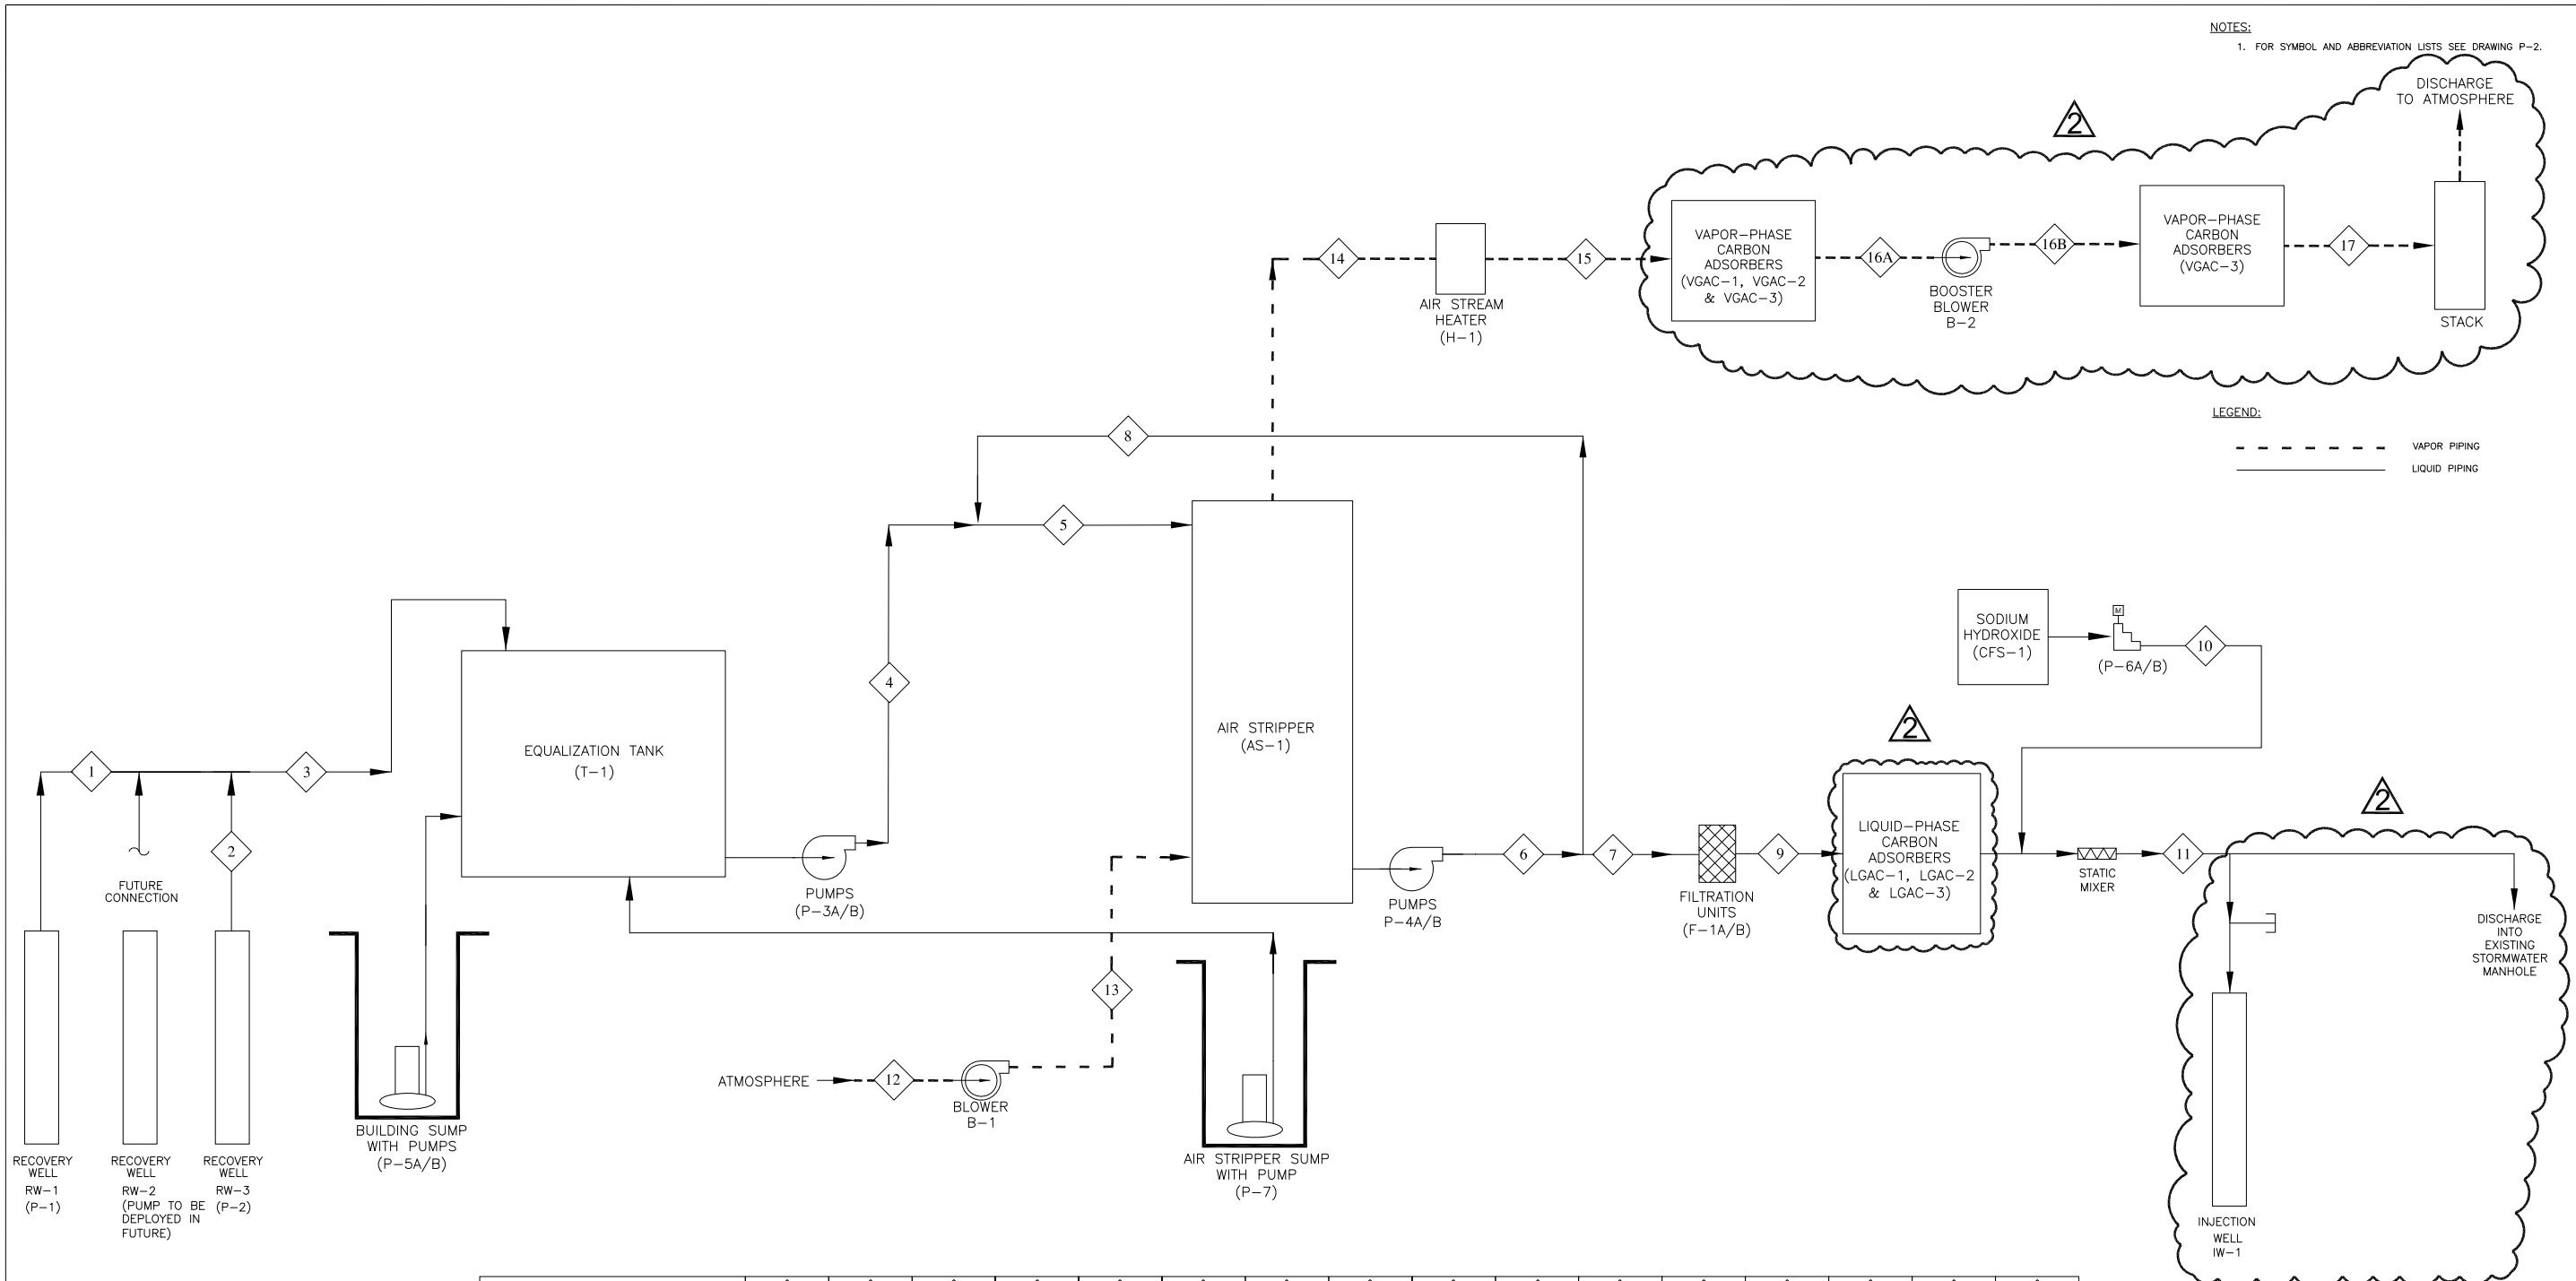 NOTES:
1. FOR SYMBOL AND ABBREVIATION LISTS SEE DRAWING P-2.
DISCHARGE
TO ATMOSPHERE
2
VAPOR-PHASE
CARBON
ADSORBERS
(VGAC-1, VGAC-2
& VGAC-3)
16A
BOOSTER
BLOWER
B-2
16B
VAPOR-PHASE
CARBON
ADSORBERS
(VGAC-3)
17
STACK
14
AIR STREAM
HEATER
(H-1)
15
LEGEND:
VAPOR PIPING
LIQUID PIPING
8
5
4
AIR STRIPPER
(AS-1)
EQUALIZATION TANK
(T-1)
SODIUM
HYDROXIDE
(CFS-1)
M
(P-6A/B)
10
1
3
2
FUTURE
CONNECTION
PUMPS
(P-3A/B)
PUMPS
P-4A/B
6
7
FILTRATION
UNITS
(F-1A/B)
9
2
LIQUID-PHASE
CARBON
ADSORBERS
(LGAC-1, LGAC-2
& LGAC-3)
STATIC
MIXER
11
2
DISCHARGE
INTO
EXISTING
STORMWATER
MANHOLE
13
ATMOSPHERE
12
BLOWER
B-1
BUILDING SUMP
WITH PUMPS
(P-5A/B)
AIR STRIPPER SUMP
WITH PUMP
(P-7)
RECOVERY
WELL
RW-1
(P-1)
RECOVERY
WELL
RW-2
(PUMP TO BE
DEPLOYED IN
FUTURE)
RECOVERY
WELL
RW-3
(P-2)
INJECTION
WELL
IW-1